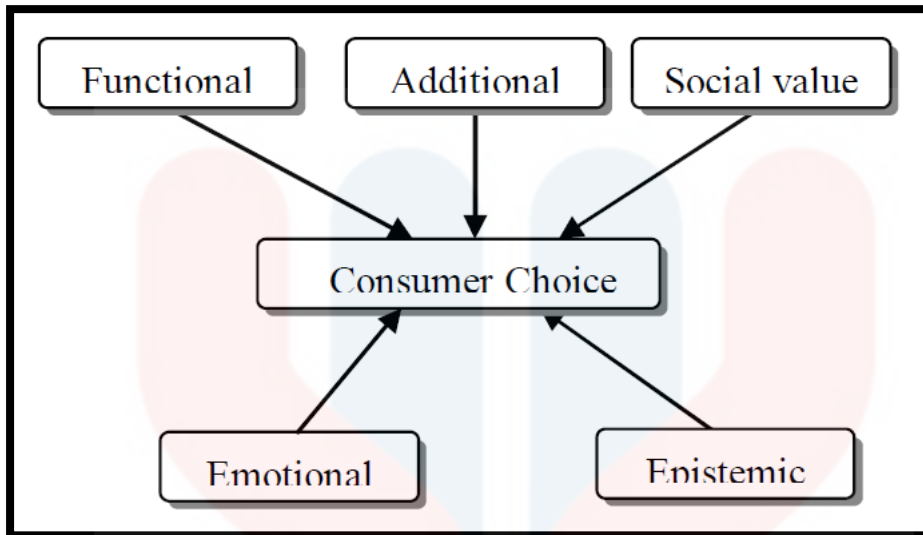 Functional
Additional
Social value
Consumer Choice
Emotional
Epistemic